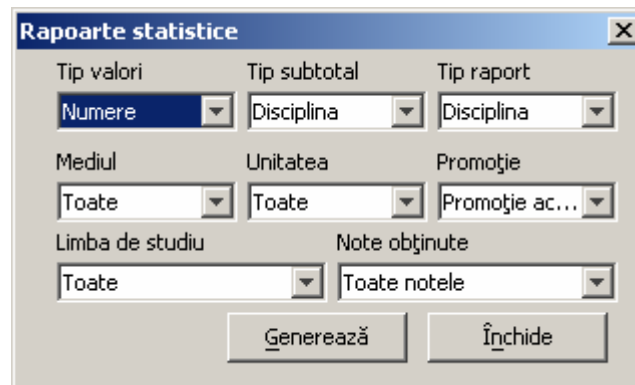 Rapoarte statistice
Tip valori Tip subtotal Tip raport
Numere Disciplina Disciplina
Mediul Unitatea Promoţie
Toate Toate Promoţie ac...
Limba de studiu Note obţinute
Toate Toate notele
Generează Închide